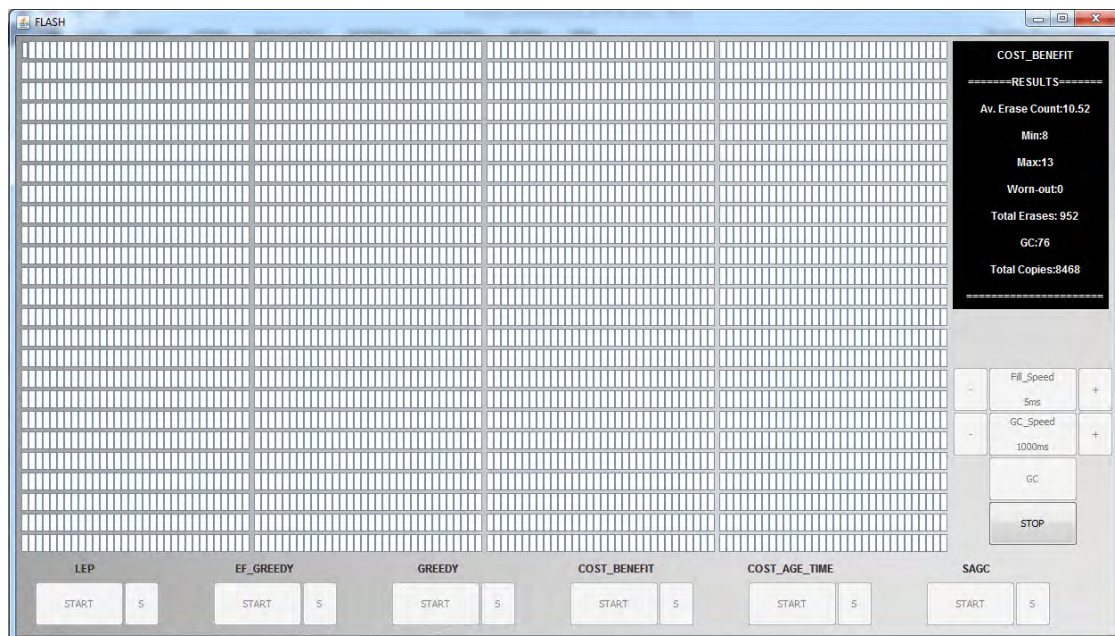 FLASH
COST_BENEFIT
=======RESULTS=======
Av. Erase Count:10.52
Min:8
Max:13
Worn-out:0
Total Erases: 952
GC:76
Total Copies:8468
======================
- Fill_Speed +
5ms
- GC_Speed +
1000ms
GC
STOP
LEP EF_GREEDY GREEDY COST_BENEFIT COST_AGE_TIME SAGC
START S START S START S START S START S START S